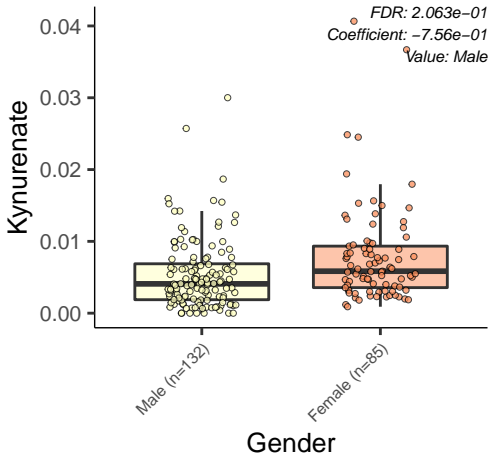 FDR: 2.063e−01
Coefficient: −7.56e−01
Value: Male
0.04
0.03
0.02
0.01
0.00
Kynurenate
Male (n=132)
Female (n=85)
Gender